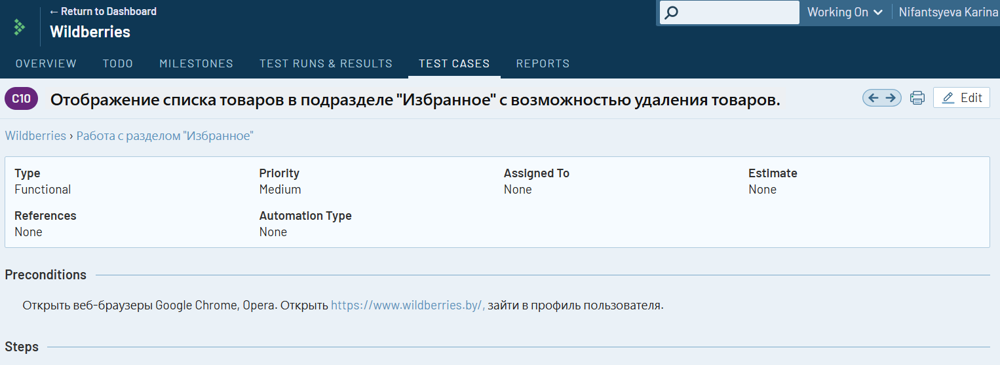 ← Return to Dashboard
Wildberries
Working On
Nifantsyeva Karina
OVERVIEW TODO MILESTONES TEST RUNS & RESULTS TEST CASES REPORTS
C10 Отображение списка товаров в подразделе "Избранное" с возможностью удаления товаров.
Edit
Wildberries › Работа с разделом "Избранное"
Type Priority Assigned To Estimate
Functional Medium None None
References Automation Type
None None
Preconditions
Открыть веб-браузеры Google Chrome, Opera. Открыть https://www.wildberries.by/, зайти в профиль пользователя.
Steps